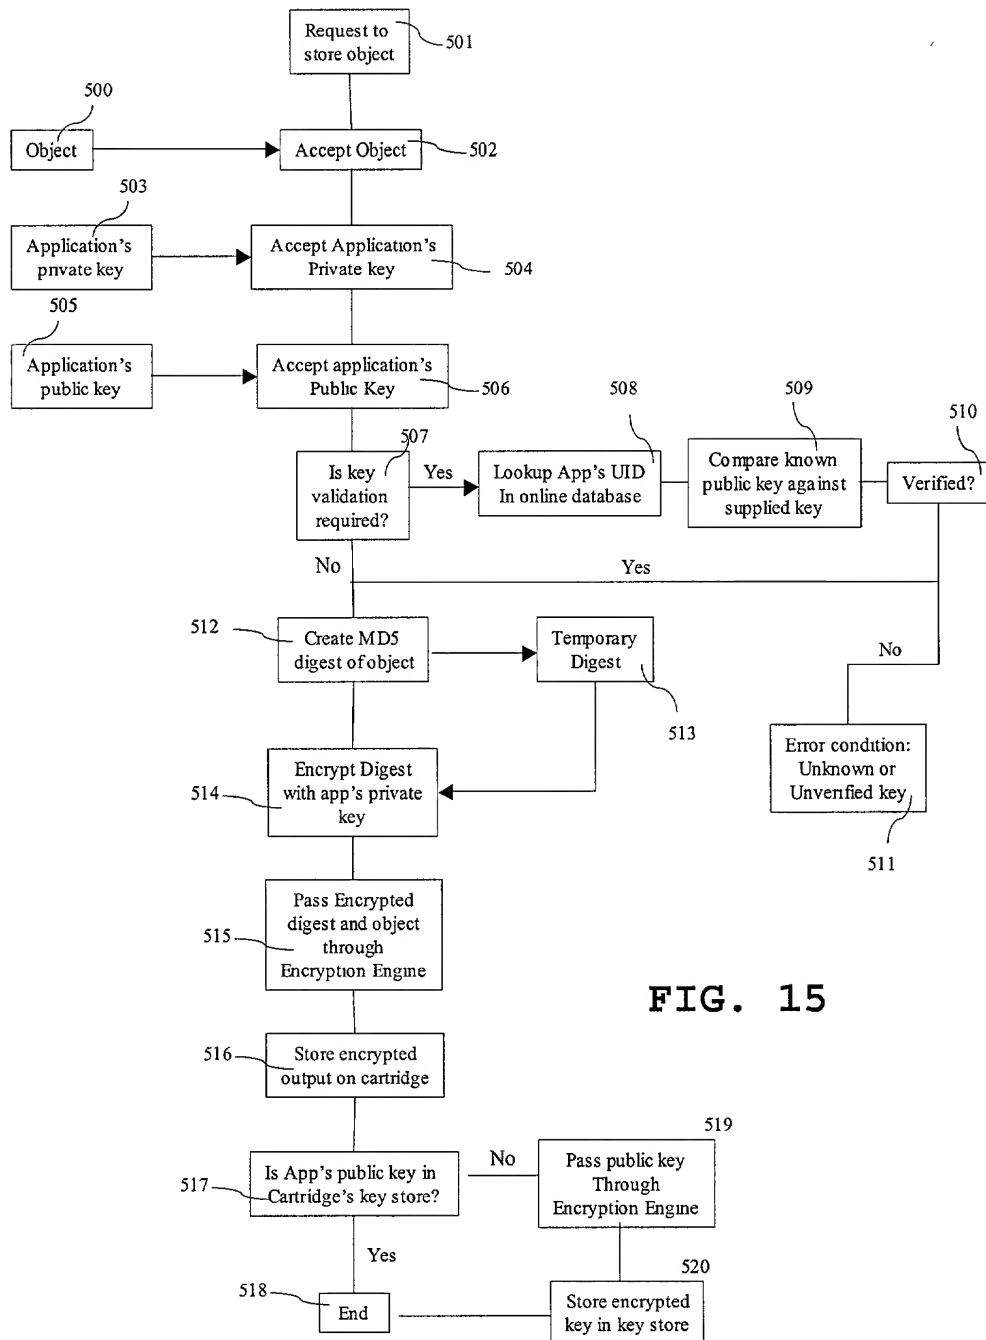 Request to
store object
501
500
Object
Accept Object
502
503
Application's
private key
Accept Application's
Private key
504
505
Application's
public key
Accept application's
Public Key
506
507
Is key
validation
required?
Yes
508
Lookup App's UID
In online database
509
Compare known
public key against
supplied key
510
Verified?
No
Yes
512
Create MD5
digest of object
Temporary
Digest
513
No
Error condition:
Unknown or
Unverified key
511
514
Encrypt Digest
with app's private
key
515
Pass Encrypted
digest and object
through
Encryption Engine
FIG. 15
516
Store encrypted
output on cartridge
517
Is App's public key in
Cartridge's key store?
No
519
Pass public key
Through
Encryption Engine
Yes
518
End
520
Store encrypted
key in key store